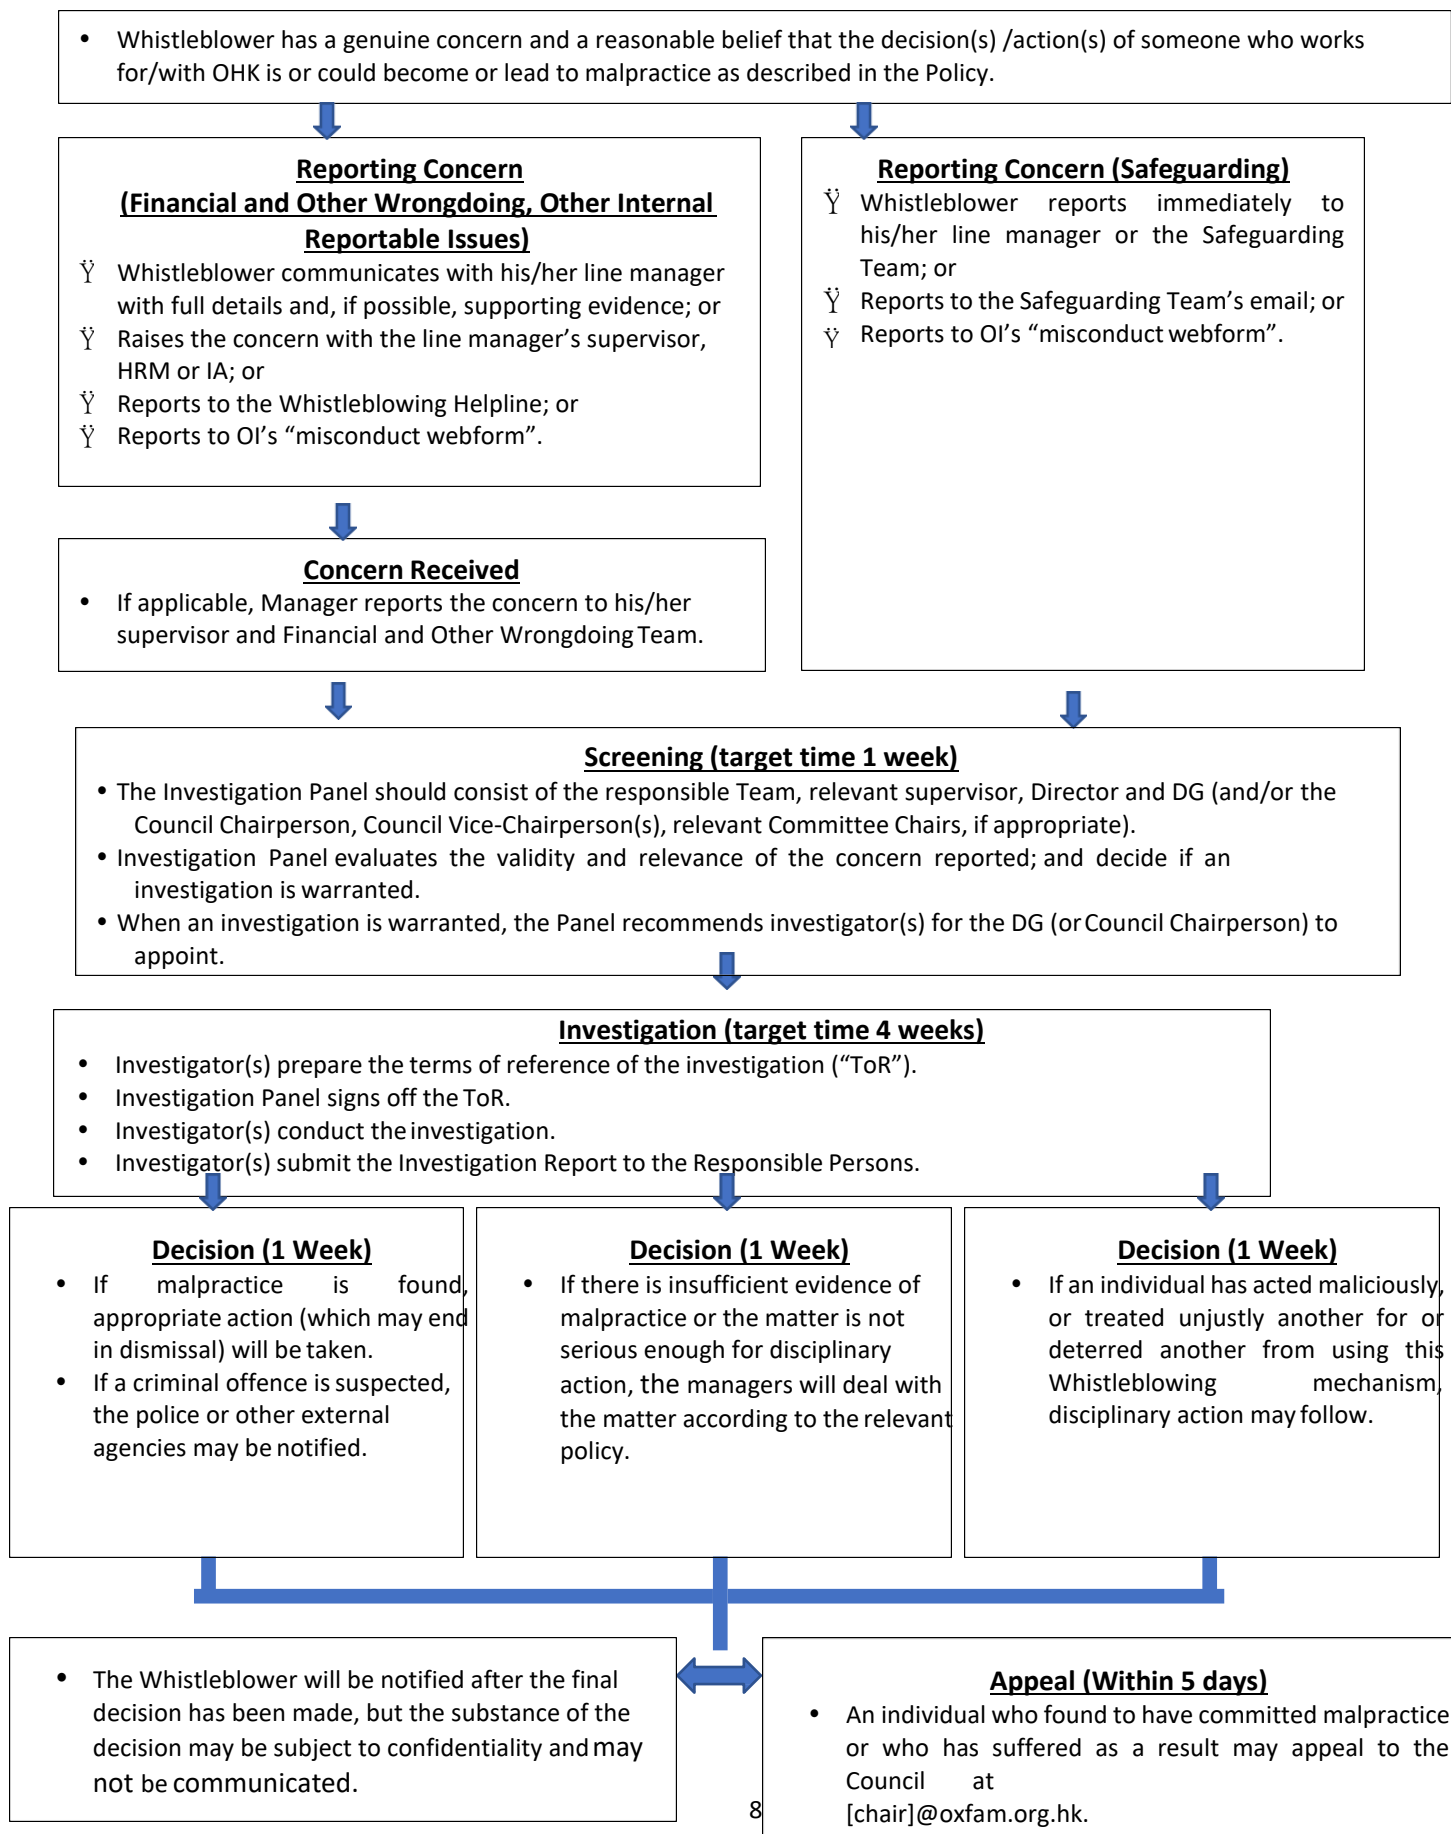 • Whistleblower has a genuine concern and a reasonable belief that the decision(s) /action(s) of someone who works
for/with OHK is or could become or lead to malpractice as described in the Policy.
Reporting Concern
(Financial and Other Wrongdoing, Other Internal
Reportable Issues)
Ÿ Whistleblower communicates with his/her line manager
with full details and, if possible, supporting evidence; or
Ÿ Raises the concern with the line manager’s supervisor,
HRM or IA; or
Ÿ Reports to the Whistleblowing Helpline; or
Ÿ Reports to OI’s “misconduct webform”.
Reporting Concern (Safeguarding)
Ÿ Whistleblower reports immediately to
his/her line manager or the Safeguarding
Team; or
Ÿ Reports to the Safeguarding Team’s email; or
Ÿ Reports to OI’s “misconduct webform”.
Concern Received
• If applicable, Manager reports the concern to his/her
supervisor and Financial and Other Wrongdoing Team.
Screening (target time 1 week)
• The Investigation Panel should consist of the responsible Team, relevant supervisor, Director and DG (and/or the
Council Chairperson, Council Vice-Chairperson(s), relevant Committee Chairs, if appropriate).
• Investigation Panel evaluates the validity and relevance of the concern reported; and decide if an
investigation is warranted.
• When an investigation is warranted, the Panel recommends investigator(s) for the DG (or Council Chairperson) to
appoint.
Investigation (target time 4 weeks)
• Investigator(s) prepare the terms of reference of the investigation (“ToR”).
• Investigation Panel signs off the ToR.
• Investigator(s) conduct the investigation.
• Investigator(s) submit the Investigation Report to the Responsible Persons.
Decision (1 Week)
• If malpractice is found,
appropriate action (which may end
in dismissal) will be taken.
• If a criminal offence is suspected,
the police or other external
agencies may be notified.
Decision (1 Week)
• If there is insufficient evidence of
malpractice or the matter is not
serious enough for disciplinary
action, the managers will deal with
the matter according to the relevant
policy.
Decision (1 Week)
• If an individual has acted maliciously,
or treated unjustly another for or
deterred another from using this
Whistleblowing mechanism,
disciplinary action may follow.
• The Whistleblower will be notified after the final
decision has been made, but the substance of the
decision may be subject to confidentiality and may
not be communicated.
Appeal (Within 5 days)
• An individual who found to have committed malpractice
or who has suffered as a result may appeal to the
Council at
[chair]@oxfam.org.hk.
8